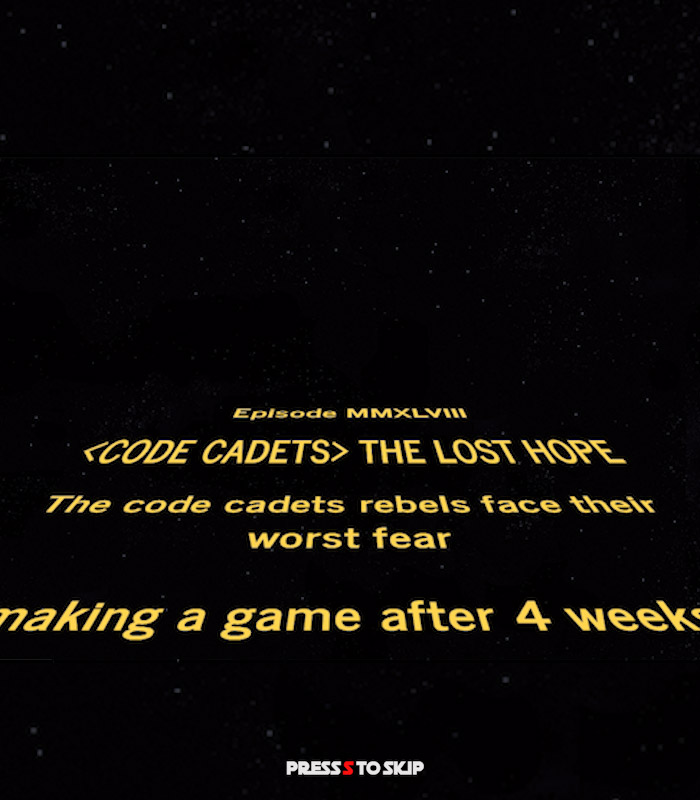 Episode MMXLVIII
<CODE CADETS> THE LOST HOPE
The code cadets rebels face their
worst fear
making a game after 4 weeks
PRESS S TO SKIP